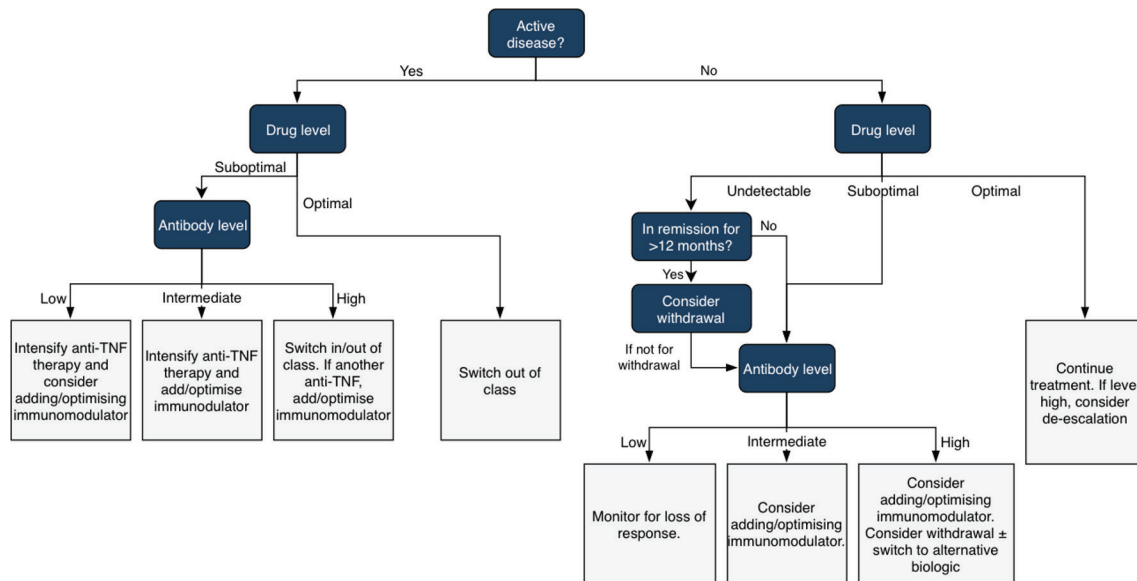 Active
disease?
Yes
No
Drug level
Drug level
Suboptimal
Optimal
Undetectable
Suboptimal
Optimal
Antibody level
In remission for
>12 months?
No
Yes
Low
Intermediate
High
Consider
withdrawal
If not for
withdrawal
Intensify anti-TNF
therapy and
consider
adding/optimising
immunomodulator
Intensify anti-TNF
therapy and
add/optimise
immunodulator
Switch in/out of
class. If another
anti-TNF,
add/optimise
immunomodulator
Switch out of
class
Antibody level
Continue
treatment. If level
high, consider
de-escalation
Low
Intermediate
High
Monitor for loss of
response.
Consider
adding/optimising
immunomodulator.
Consider
adding/optimising
immunomodulator.
Consider withdrawal ±
switch to alternative
biologic